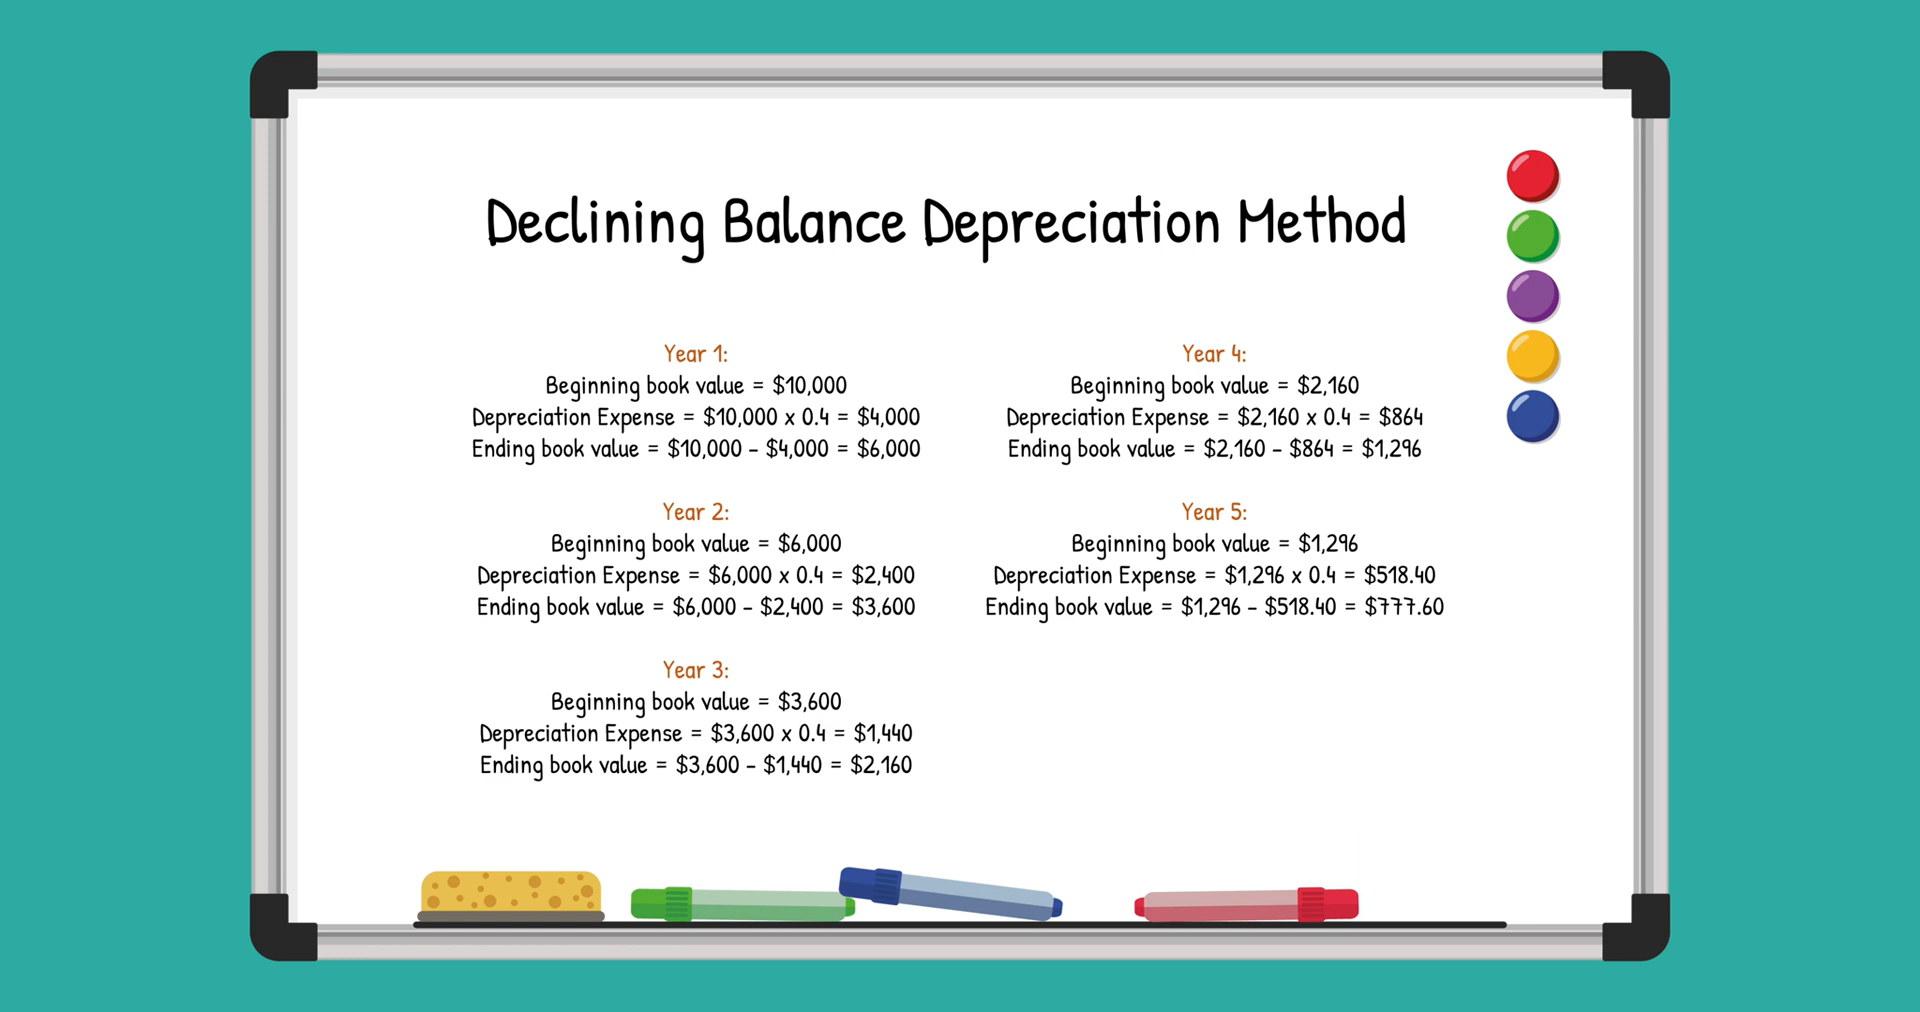 Declining Balance Depreciation Method
Year 1:
Beginning book value = $10,000
Depreciation Expense = $10,000 x 0.4 = $4,000
Ending book value = $10,000 - $4,000 = $6,000
Year 2:
Beginning book value = $6,000
Depreciation Expense = $6,000 x 0.4 = $2,400
Ending book value = $6,000 - $2,400 = $3,600
Year 3:
Beginning book value = $3,600
Depreciation Expense = $3,600 x 0.4 = $1,440
Ending book value = $3,600 - $1,440 = $2,160
Year 4:
Beginning book value = $2,160
Depreciation Expense = $2,160 x 0.4 = $864
Ending book value = $2,160 - $864 = $1,296
Year 5:
Beginning book value = $1,296
Depreciation Expense = $1,296 x 0.4 = $518.40
Ending book value = $1,296 - $518.40 = $777.60